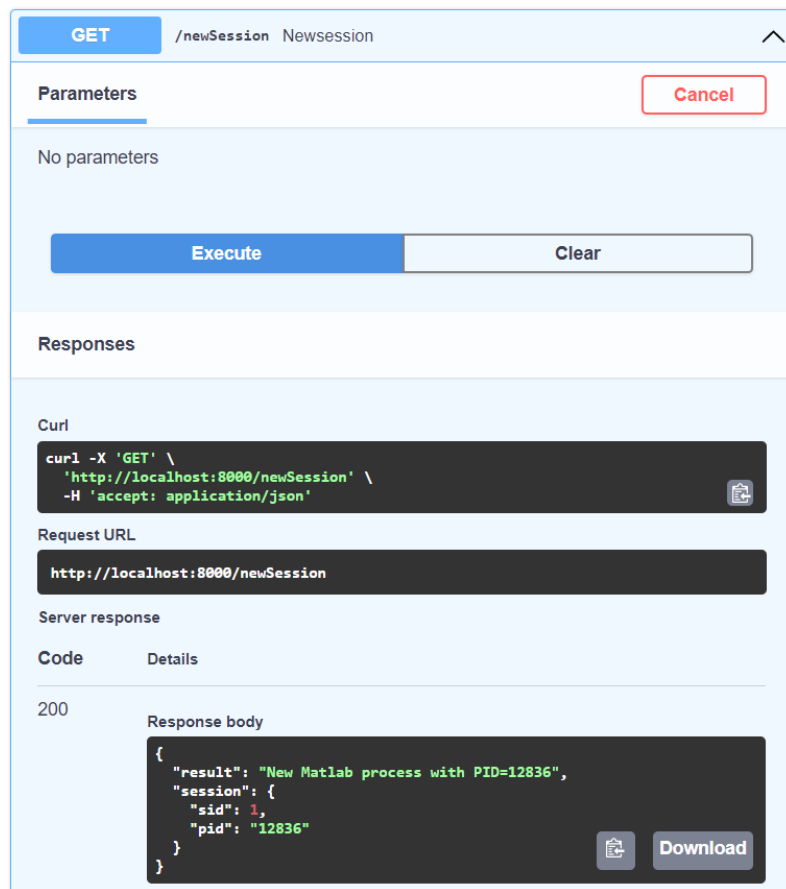 GET /newSession Newsession
Parameters Cancel
No parameters
Execute Clear
Responses
Curl
curl -X 'GET' \
  'http://localhost:8000/newSession' \
  -H 'accept: application/json'
Request URL
http://localhost:8000/newSession
Server response
Code Details
200
Response body
{
  "result": "New Matlab process with PID=12836",
  "session": {
    "sid": 1,
    "pid": "12836"
  }
}
Download